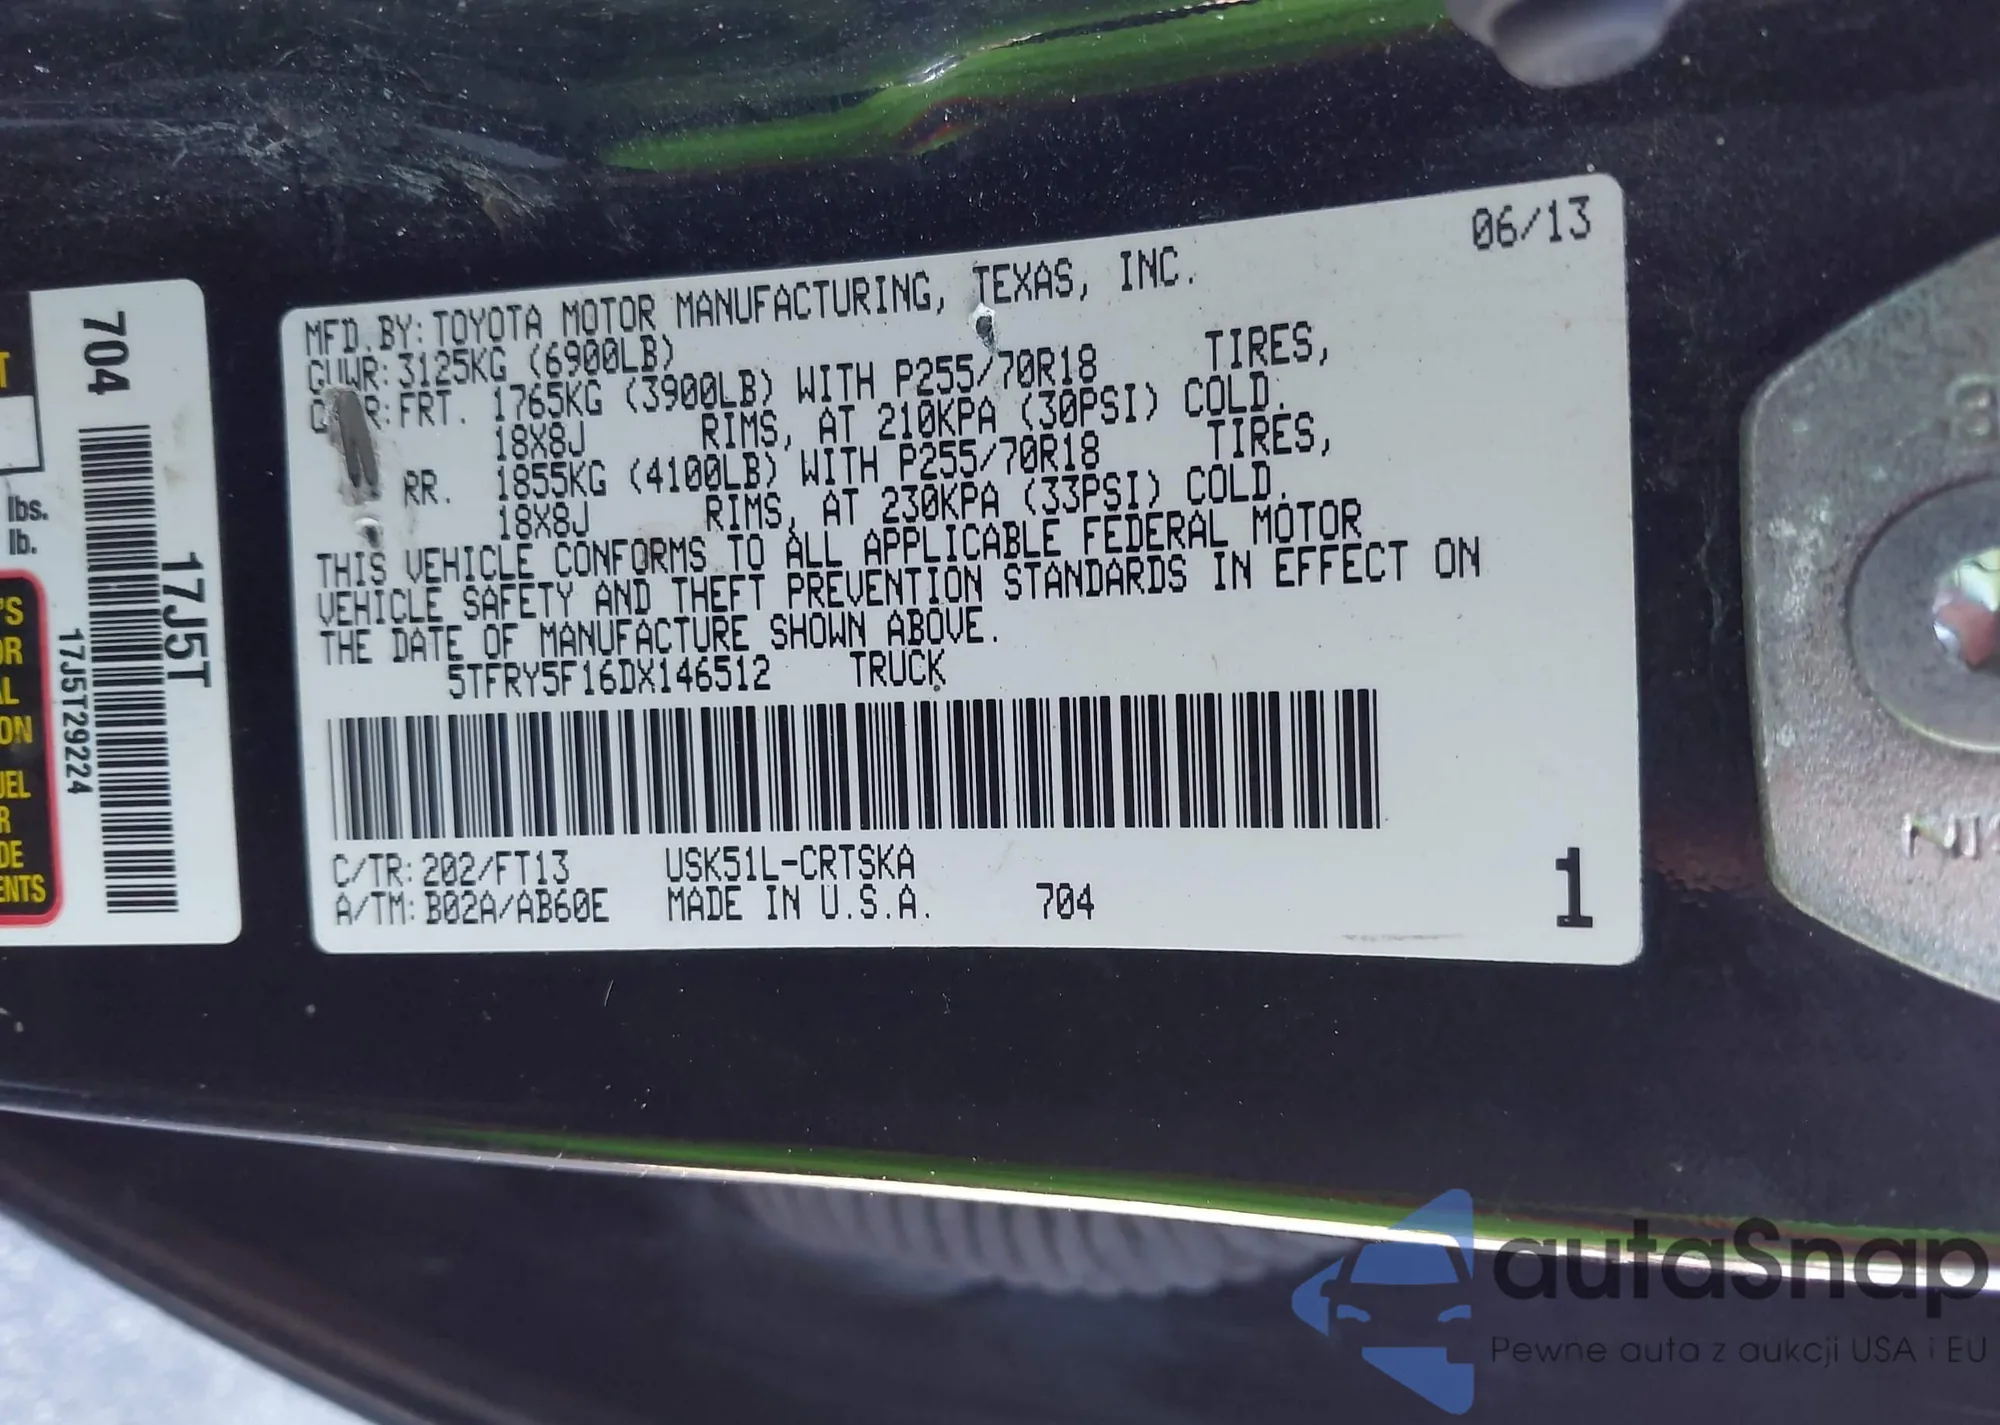 06/13
MFD. BY: TOYOTA MOTOR MANUFACTURING, TEXAS, INC.
GVWR: 3125KG (6900LB)
FRT. 1765KG (3900LB) WITH P255/70R18 TIRES,
18X8J RIMS, AT 210KPA (30PSI) COLD.
RR. 1855KG (4100LB) WITH P255/70R18 TIRES,
18X8J RIMS, AT 230KPA (33PSI) COLD.
THIS VEHICLE CONFORMS TO ALL APPLICABLE FEDERAL MOTOR
VEHICLE SAFETY AND THEFT PREVENTION STANDARDS IN EFFECT ON
THE DATE OF MANUFACTURE SHOWN ABOVE.
5TFRY5F16DX146512 TRUCK
C/TR: 202/FT13 USK51L-CRTSKA
A/TM: B02A/AB60E MADE IN U.S.A. 704
1
704
17J5T
17J5T29224
lbs.
lb.
autaSnap
Pewne auta z aukcji USA i EU